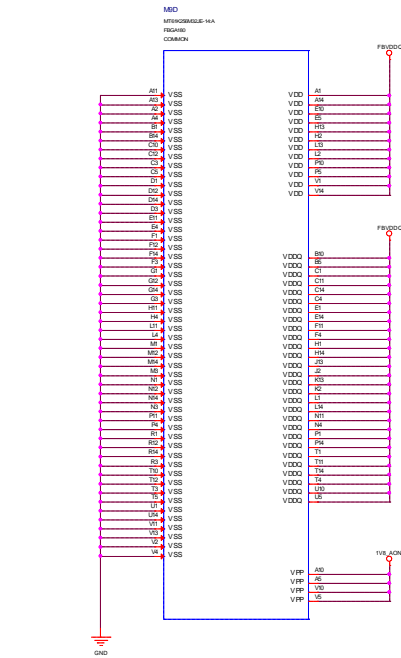 M9D
MT61K256M32JE-14:A
FBGA180
COMMON
FBVDDQ
A11 VSS VDD A1
A13 VSS VDD A14
A2 VSS VDD E10
A4 VSS VDD E5
B1 VSS VDD H13
B14 VSS VDD H2
C10 VSS VDD L13
C12 VSS VDD L2
C3 VSS VDD P10
C5 VSS VDD P5
D1 VSS VDD V1
D12 VSS VDD V14
D14 VSS
D3 VSS
E11 VSS
E4 VSS
FBVDDQ
F1 VSS
F12 VSS
F14 VSS VDDQ B10
F3 VSS VDDQ B5
G1 VSS VDDQ C1
G12 VSS VDDQ C11
G14 VSS VDDQ C14
G3 VSS VDDQ C4
H11 VSS VDDQ E1
H4 VSS VDDQ E14
L11 VSS VDDQ F11
L4 VSS VDDQ F4
M1 VSS VDDQ H1
M12 VSS VDDQ H14
M14 VSS VDDQ J13
M3 VSS VDDQ J2
N1 VSS VDDQ K13
N12 VSS VDDQ K2
N14 VSS VDDQ L1
N3 VSS VDDQ L14
P11 VSS VDDQ N11
P4 VSS VDDQ N4
R1 VSS VDDQ P1
R12 VSS VDDQ P14
R14 VSS VDDQ T1
R3 VSS VDDQ T11
T10 VSS VDDQ T14
T12 VSS VDDQ T4
T3 VSS VDDQ U10
T5 VSS VDDQ U5
U1 VSS
U14 VSS
V11 VSS
V13 VSS
V2 VSS
V4 VSS
1V8_AON
VPP A10
VPP A5
VPP V10
VPP V5
GND